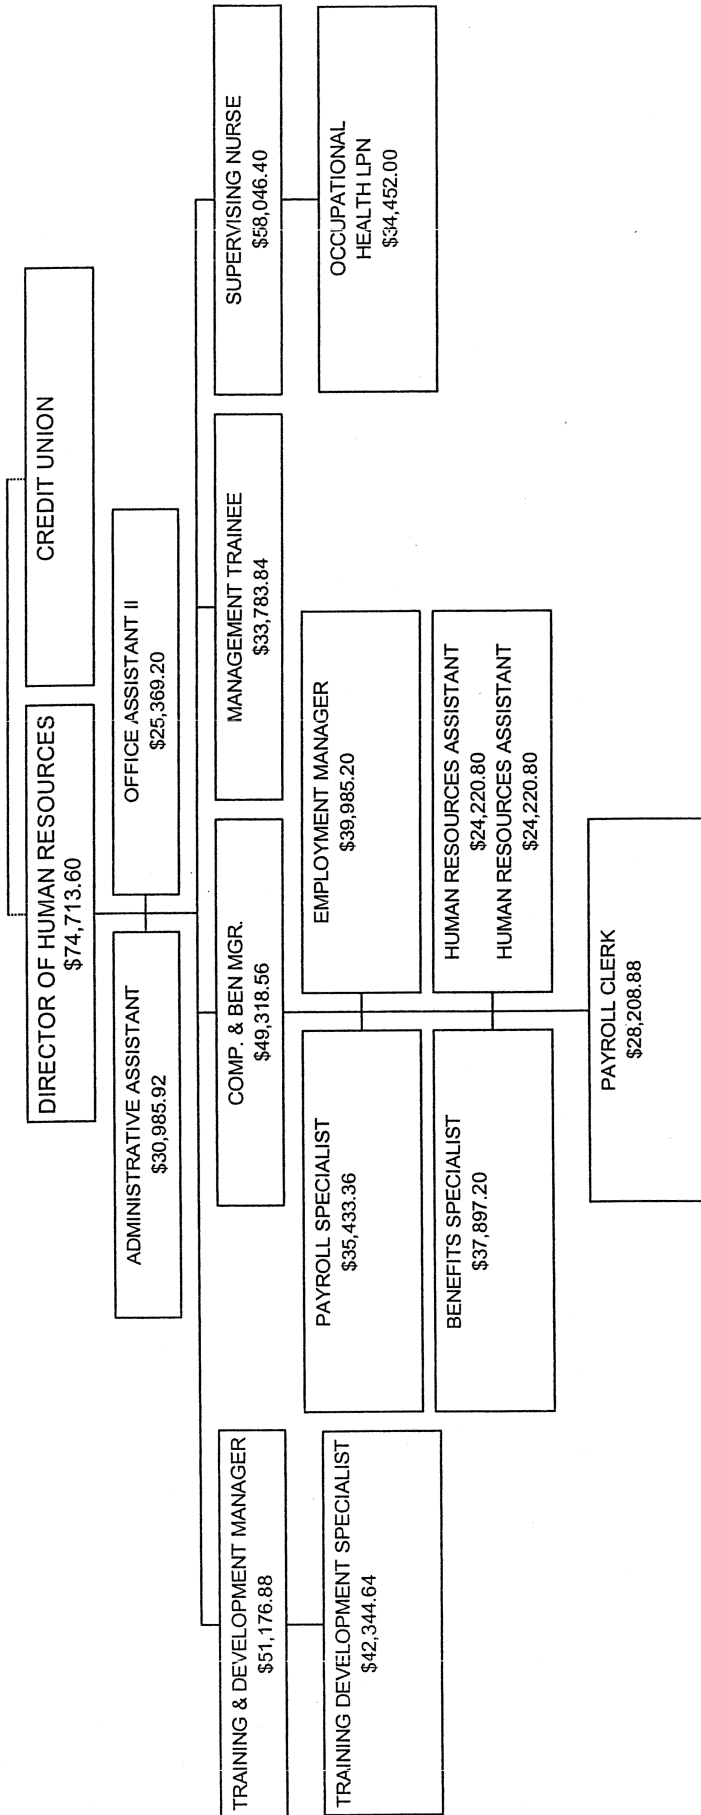 DIRECTOR OF HUMAN RESOURCES
$74,713.60
CREDIT UNION
ADMINISTRATIVE ASSISTANT
$30,985.92
OFFICE ASSISTANT II
$25,369.20
TRAINING & DEVELOPMENT MANAGER
$51,176.88
COMP. & BEN MGR.
$49,318.56
MANAGEMENT TRAINEE
$33,783.84
SUPERVISING NURSE
$58,046.40
TRAINING DEVELOPMENT SPECIALIST
$42,344.64
PAYROLL SPECIALIST
$35,433.36
EMPLOYMENT MANAGER
$39,985.20
OCCUPATIONAL
HEALTH LPN
$34,452.00
BENEFITS SPECIALIST
$37,897.20
HUMAN RESOURCES ASSISTANT
$24,220.80
HUMAN RESOURCES ASSISTANT
$24,220.80
PAYROLL CLERK
$28,208.88